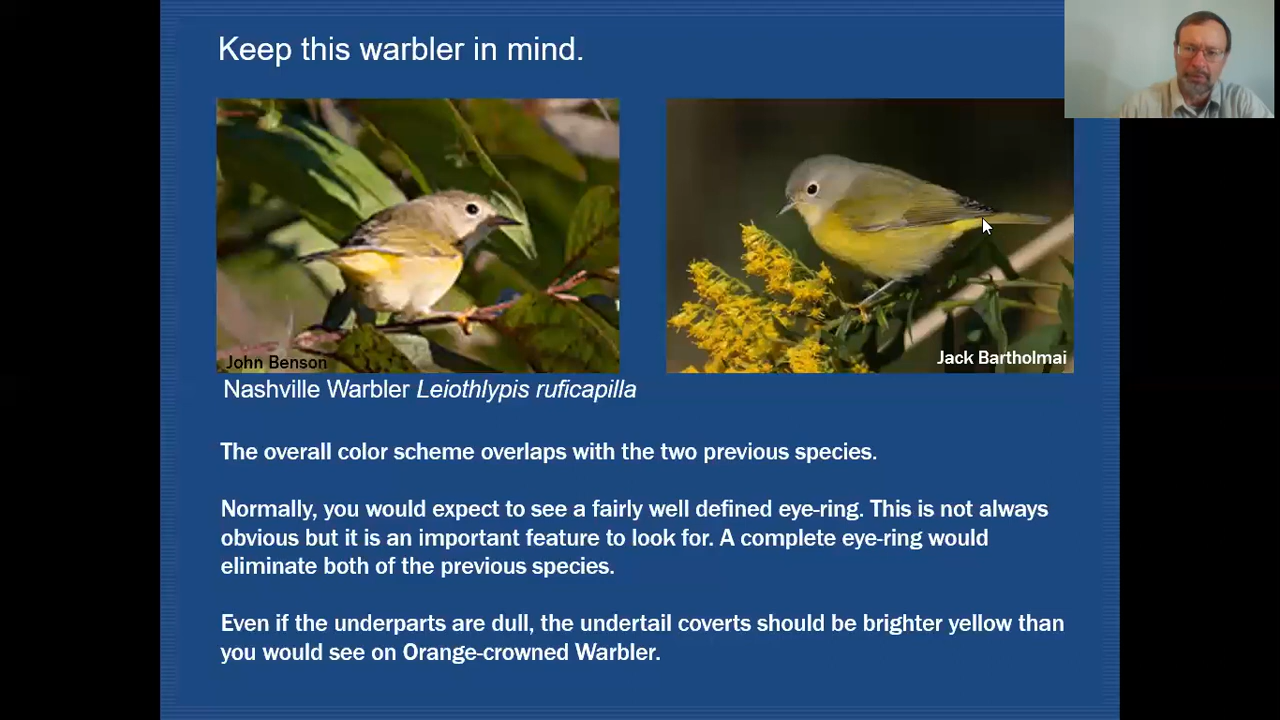 Keep this warbler in mind.
John Benson
Jack Bartholmai
Nashville Warbler Leiothlypis ruficapilla
The overall color scheme overlaps with the two previous species.
Normally, you would expect to see a fairly well defined eye-ring. This is not always
obvious but it is an important feature to look for. A complete eye-ring would
eliminate both of the previous species.
Even if the underparts are dull, the undertail coverts should be brighter yellow than
you would see on Orange-crowned Warbler.